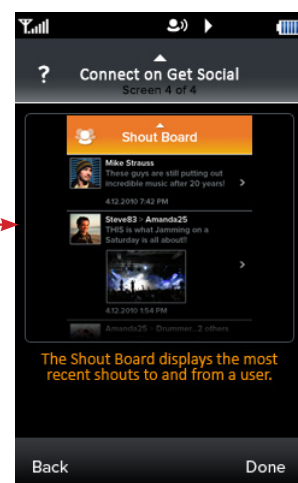 ?
Connect on Get Social
Screen 4 of 4
Shout Board
Mike Strauss
These guys are still putting out
incredible music after 20 years!
4.12.2010 7:42 PM
Steve83 > Amanda25
THIS is what Jamming on a
Saturday is all about!!
4.12.2010 1:54 PM
Amanda25 > Drummer...2 others
The Shout Board displays the most
recent shouts to and from a user.
Back
Done